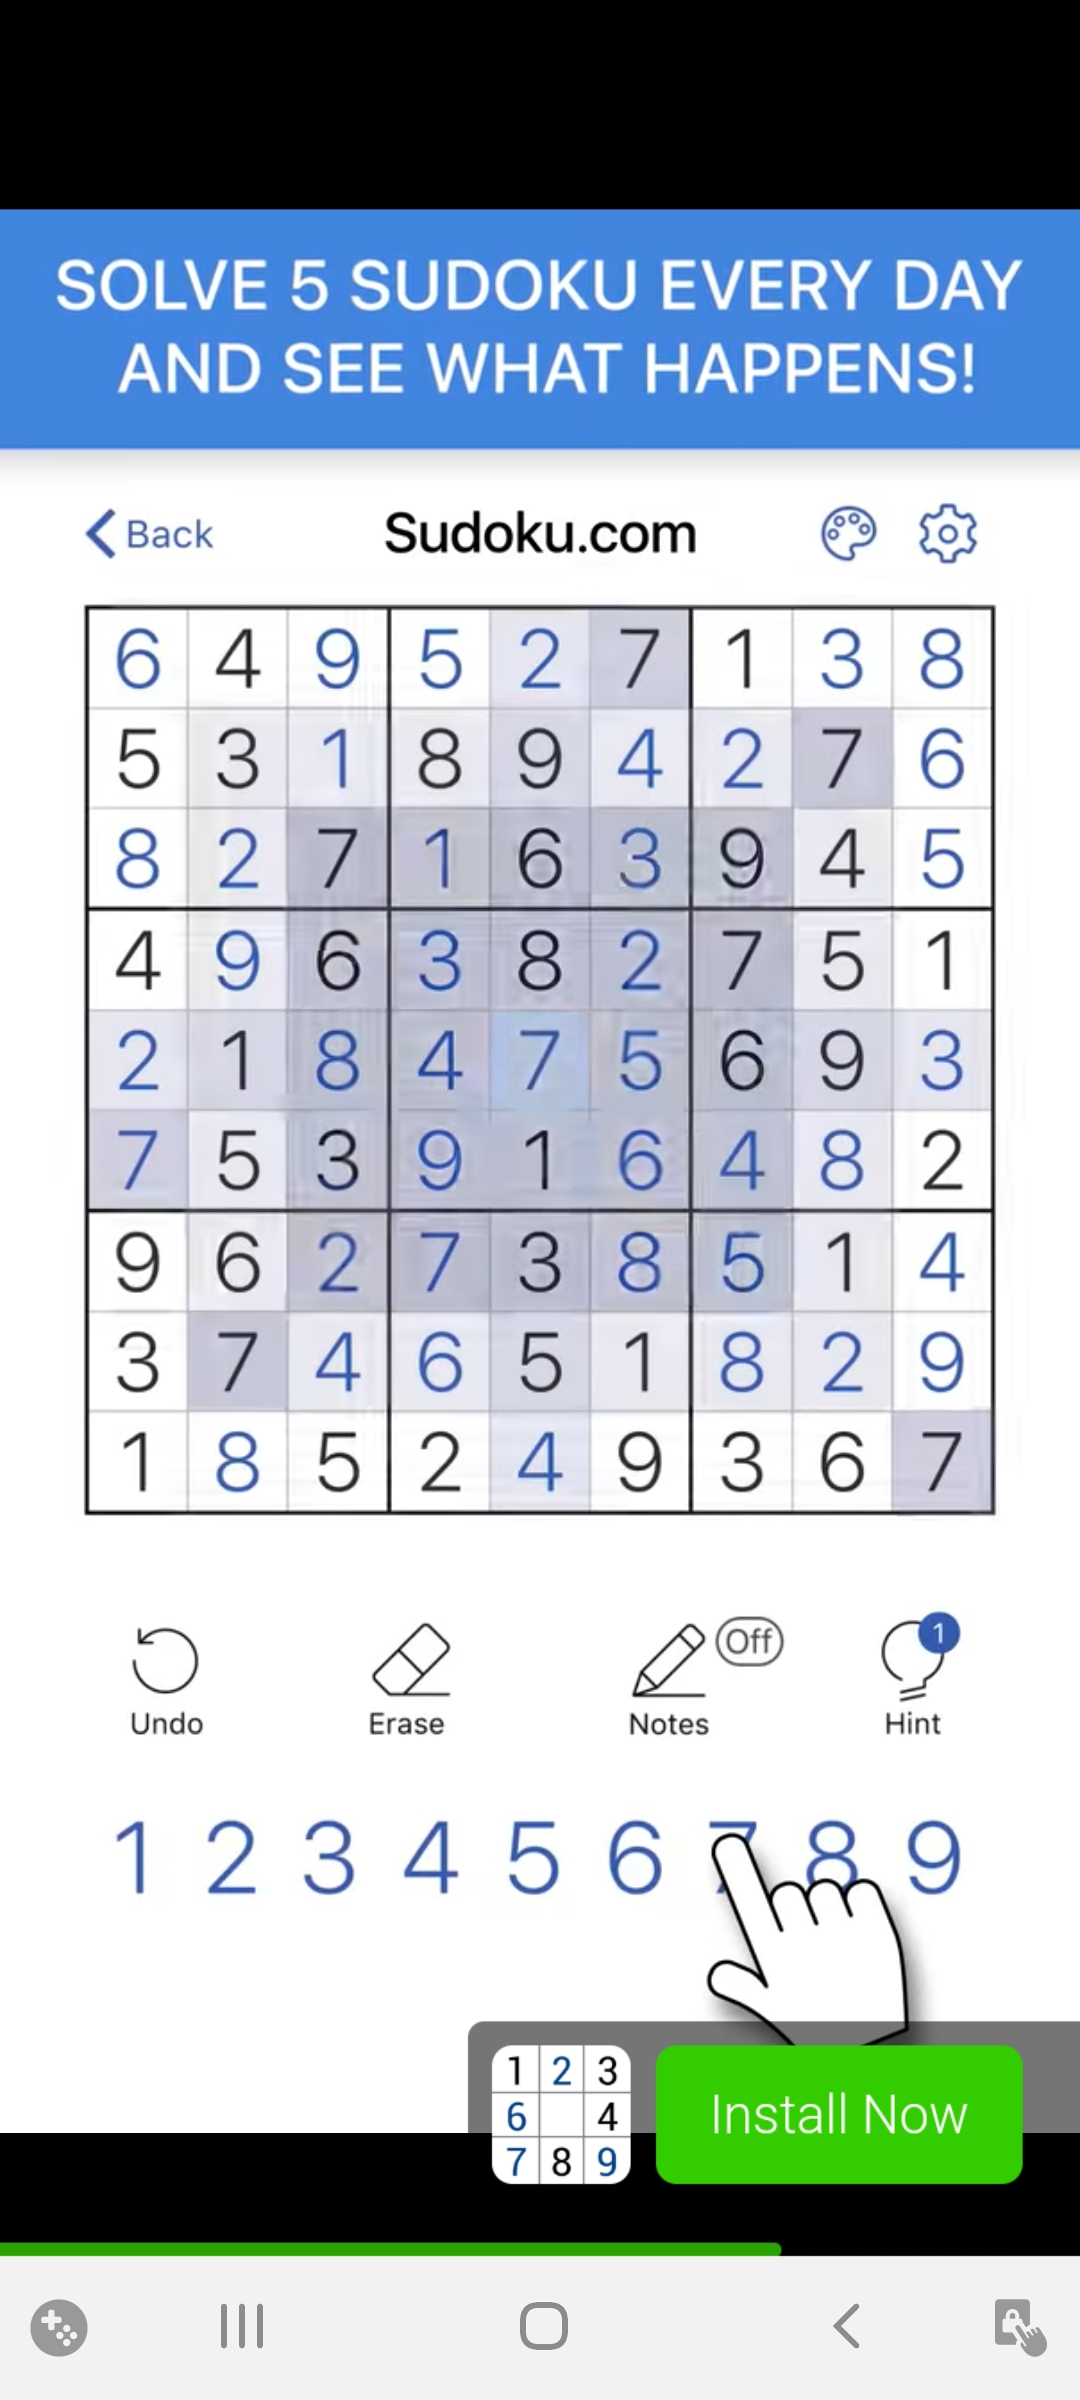 SOLVE 5 SUDOKU EVERY DAY
AND SEE WHAT HAPPENS!
Back Sudoku.com
6 4 9 5 2 7 1 3 8
5 3 1 8 9 4 2 7 6
8 2 7 1 6 3 9 4 5
4 9 6 3 8 2 7 5 1
2 1 8 4 7 5 6 9 3
7 5 3 9 1 6 4 8 2
9 6 2 7 3 8 5 1 4
3 7 4 6 5 1 8 2 9
1 8 5 2 4 9 3 6 7
Off 1
Undo Erase Notes Hint
1 2 3 4 5 6 7 8 9
1 2 3
6 4
7 8 9
Install Now